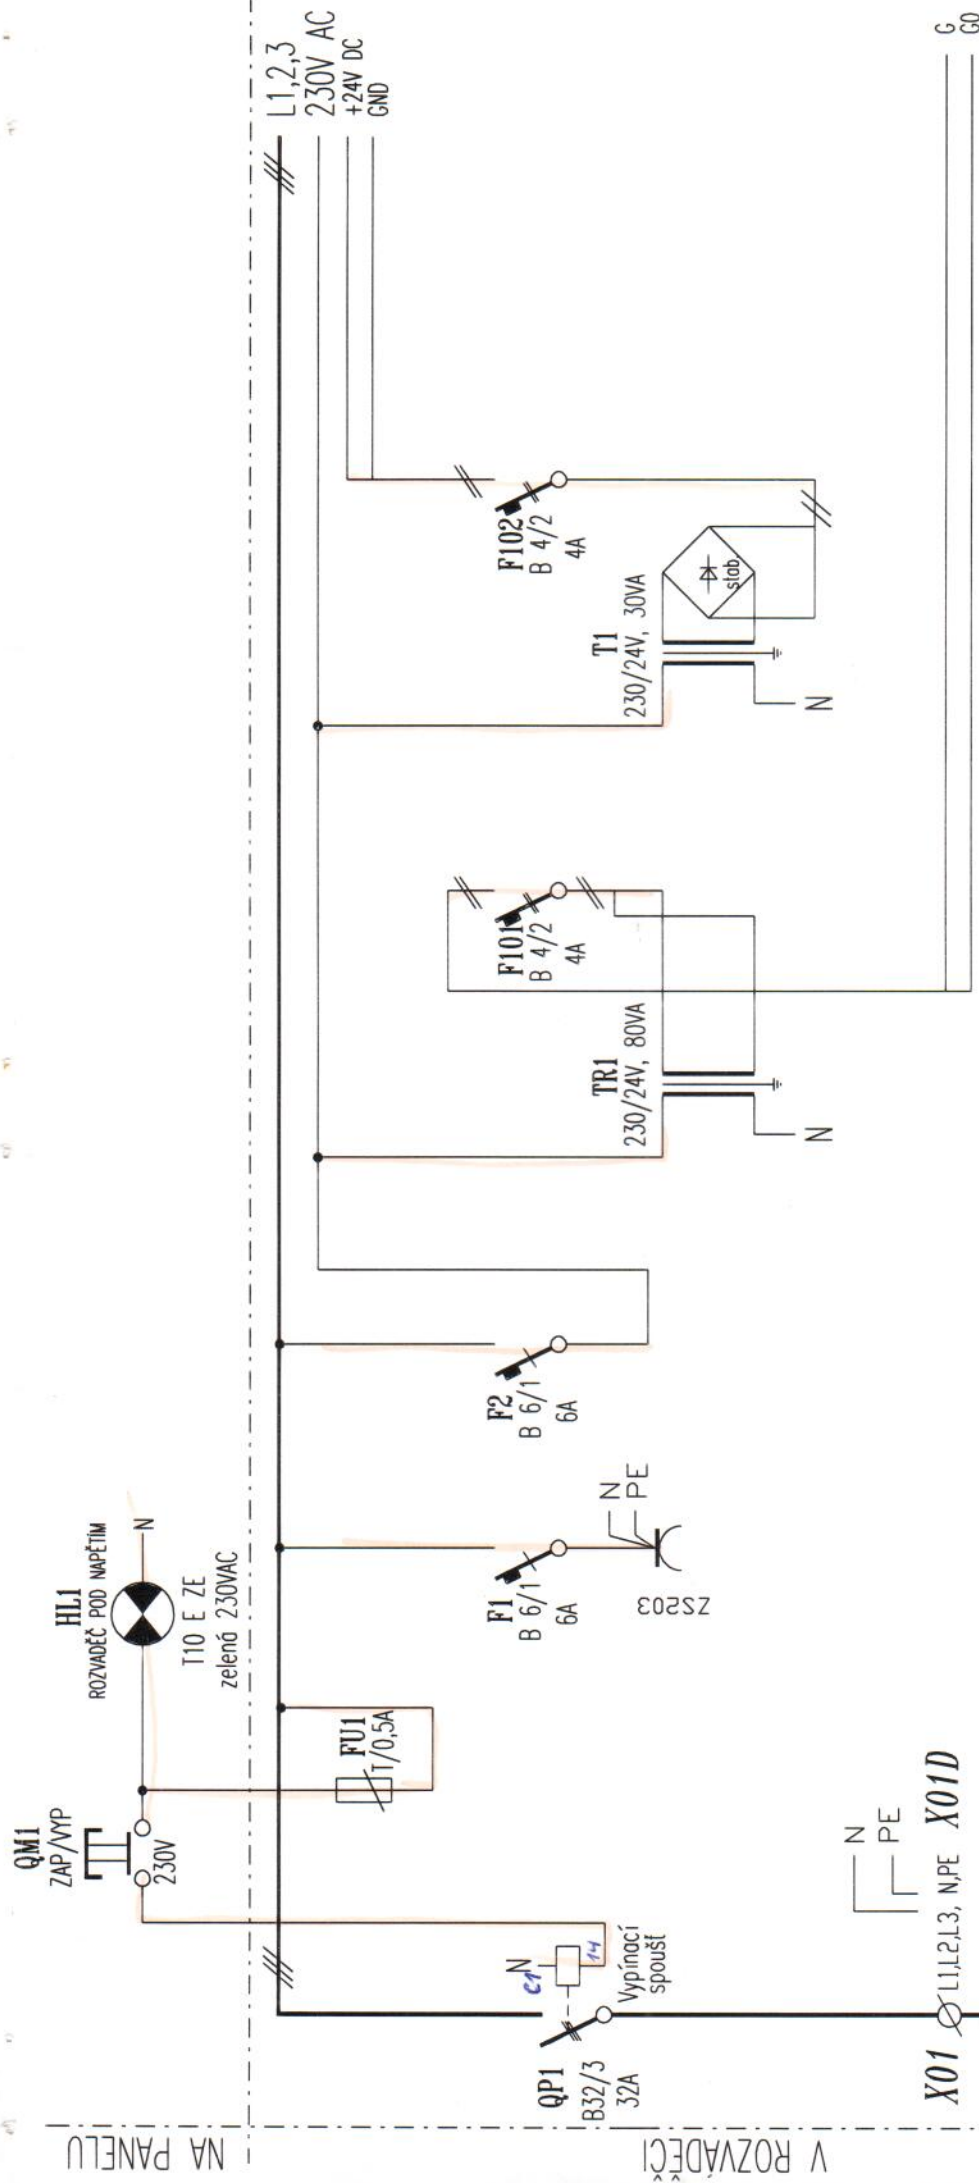 NA PANELU
V ROZVÁDĚČI
QM1
ZAP/VYP
230V
HL1
ROZVADĚČ POD NAPĚTÍM
N
T10 E ZE
zelená 230VAC
L1,2,3
230V AC
+24V DC
GND
FU1
T/0,5A
QP1
B32/3
32A
C1
N
14
Vypínací
spoušť
F1
B 6/1
6A
N
PE
ZS203
F2
B 6/1
6A
F101
B 4/2
4A
TR1
230/24V, 80VA
N
F102
B 4/2
4A
T1
230/24V, 30VA
stab.
N
X01
L1,L2,L3, N,PE
X01D
N
PE
G
G0